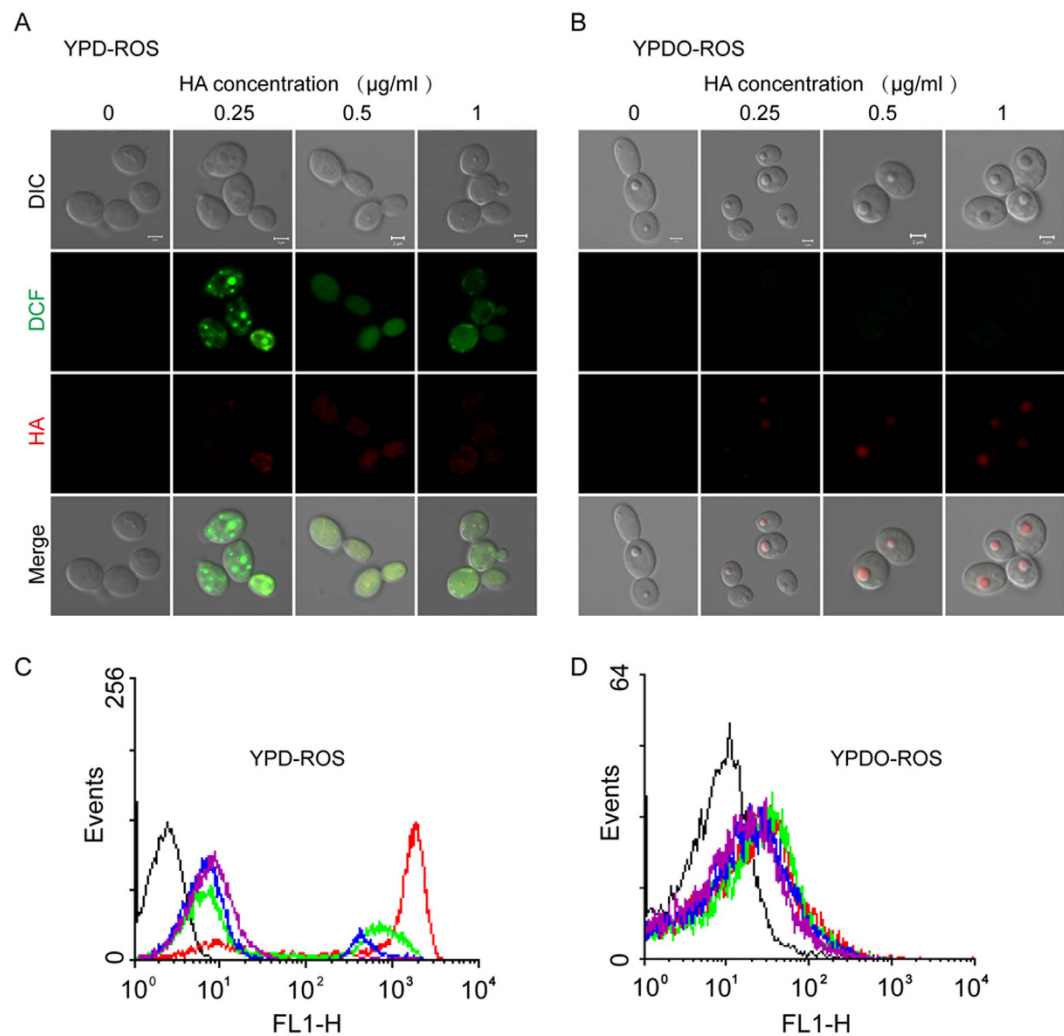 A
YPD-ROS
HA concentration （μg/ml ）
0 0.25 0.5 1
DIC
DCF
HA
Merge
B
YPDO-ROS
HA concentration （μg/ml ）
0 0.25 0.5 1
C
256
YPD-ROS
Events
0
10⁰ 10¹ 10² 10³ 10⁴
FL1-H
D
64
YPDO-ROS
Events
0
10⁰ 10¹ 10² 10³ 10⁴
FL1-H